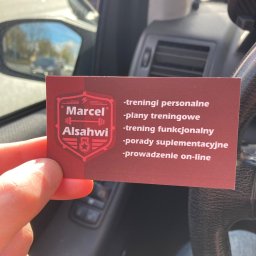 Marcel
Alsahwi
-treningi personalne
-plany treningowe
-trening funkcjonalny
-porady suplementacyjne
-prowadzenie on-line